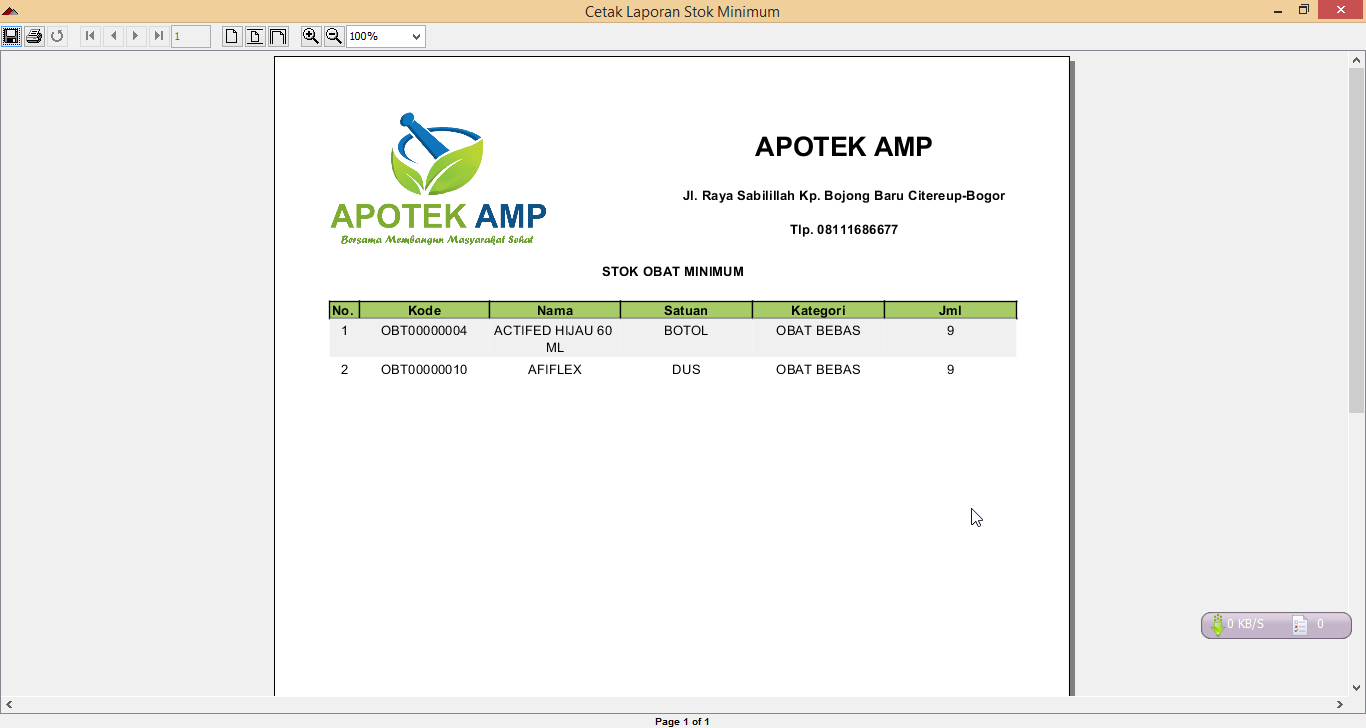 Cetak Laporan Stok Minimum
1
100%
APOTEK AMP
Bersama Membangun Masyarakat Sehat
APOTEK AMP
Jl. Raya Sabilillah Kp. Bojong Baru Citereup-Bogor
Tlp. 08111686677
STOK OBAT MINIMUM
No. Kode Nama Satuan Kategori Jml
1 OBT00000004 ACTIFED HIJAU 60 BOTOL OBAT BEBAS 9
ML
2 OBT00000010 AFIFLEX DUS OBAT BEBAS 9
0 KB/S 0
Page 1 of 1